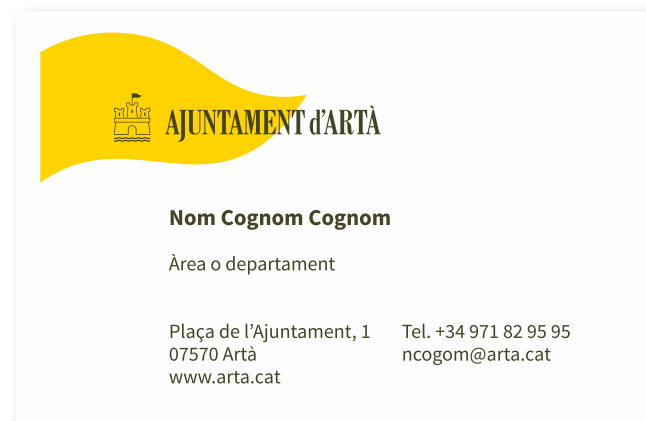 AJUNTAMENT d’ARTÀ
Nom Cognom Cognom
Àrea o departament
Plaça de l’Ajuntament, 1
07570 Artà
www.arta.cat
Tel. +34 971 82 95 95
ncogom@arta.cat